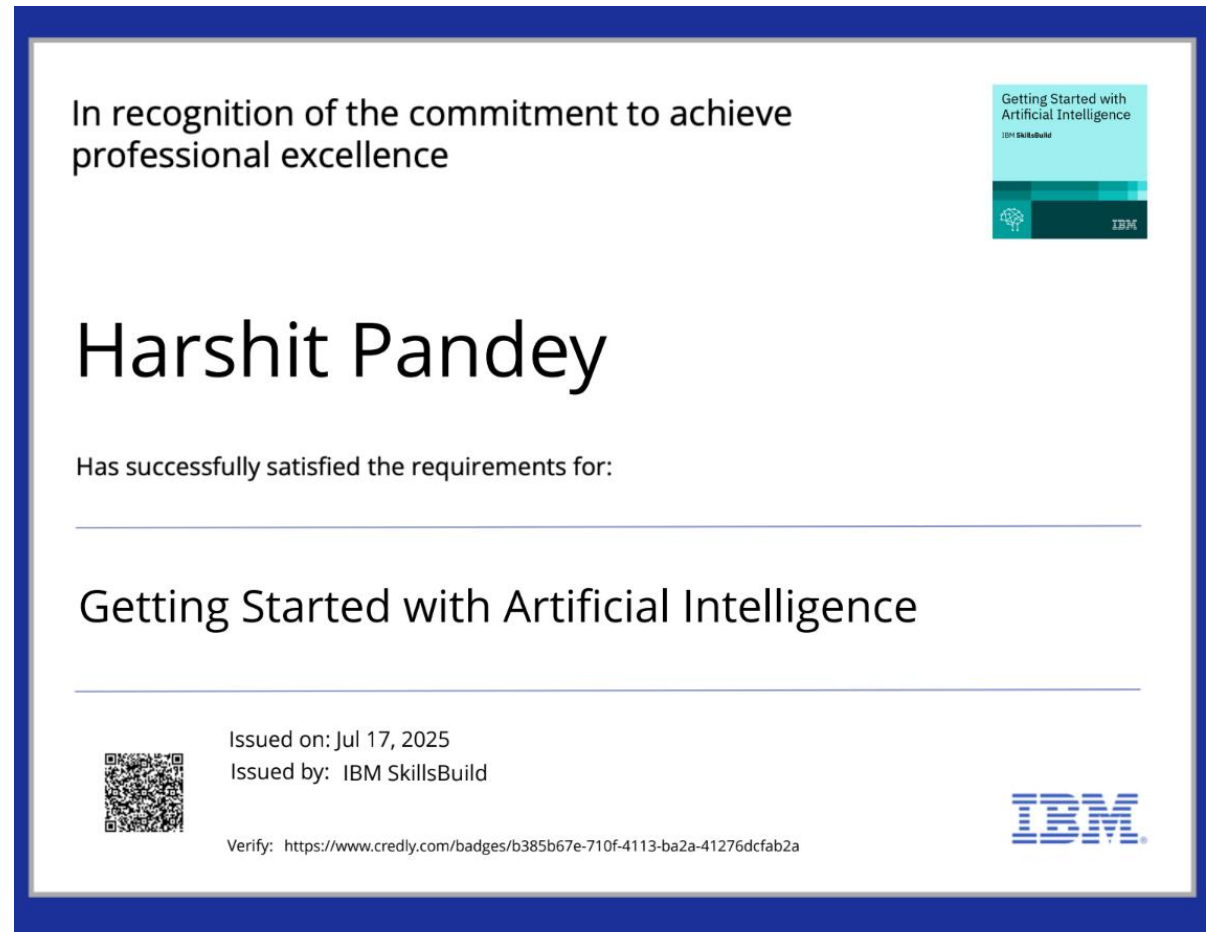 In recognition of the commitment to achieve
professional excellence
Getting Started with
Artificial Intelligence
IBM SkillsBuild
IBM
Harshit Pandey
Has successfully satisfied the requirements for:
Getting Started with Artificial Intelligence
Issued on: Jul 17, 2025
Issued by: IBM SkillsBuild
Verify: https://www.credly.com/badges/b385b67e-710f-4113-ba2a-41276dcfab2a
IBM®